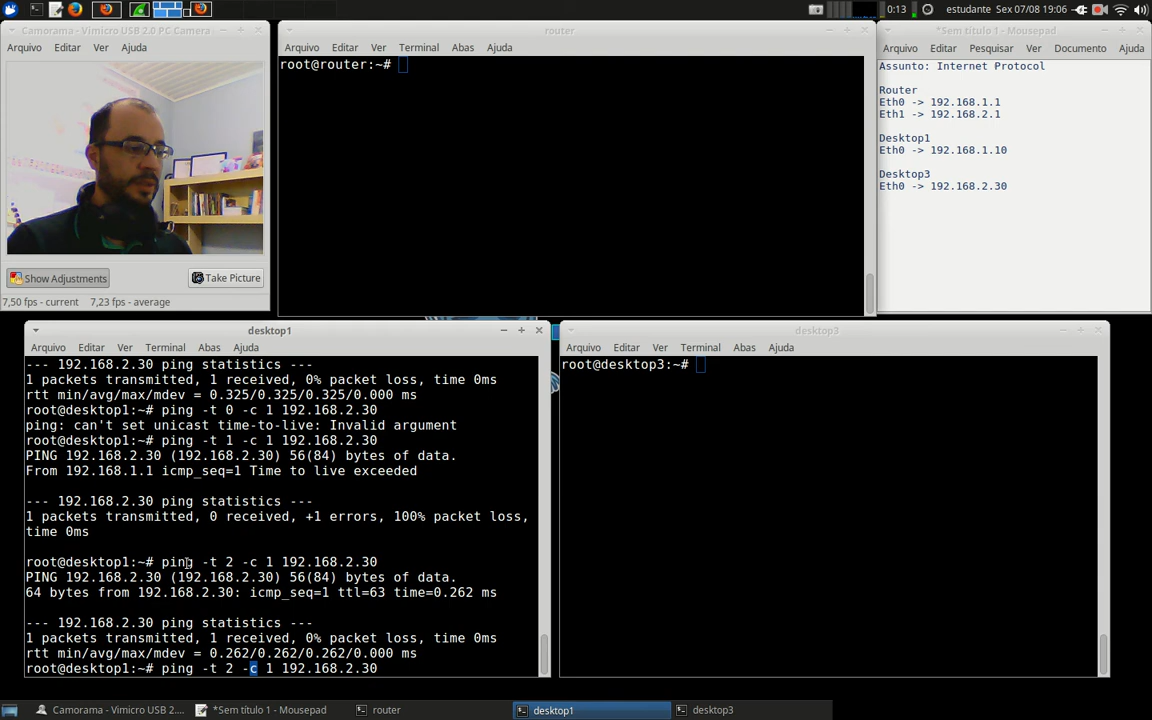 0:13 estudante Sex 07/08 19:06
Camorama - Vimicro USB 2.0 PC Camera
Arquivo Editar Ver Ajuda
Show Adjustments Take Picture
7,50 fps - current 7,23 fps - average
router
Arquivo Editar Ver Terminal Abas Ajuda
root@router:~#
*Sem título 1 - Mousepad
Arquivo Editar Pesquisar Ver Documento Ajuda
Assunto: Internet Protocol
Router
Eth0 -> 192.168.1.1
Eth1 -> 192.168.2.1
Desktop1
Eth0 -> 192.168.1.10
Desktop3
Eth0 -> 192.168.2.30
desktop1
Arquivo Editar Ver Terminal Abas Ajuda
--- 192.168.2.30 ping statistics ---
1 packets transmitted, 1 received, 0% packet loss, time 0ms
rtt min/avg/max/mdev = 0.325/0.325/0.325/0.000 ms
root@desktop1:~# ping -t 0 -c 1 192.168.2.30
ping: can't set unicast time-to-live: Invalid argument
root@desktop1:~# ping -t 1 -c 1 192.168.2.30
PING 192.168.2.30 (192.168.2.30) 56(84) bytes of data.
From 192.168.1.1 icmp_seq=1 Time to live exceeded
--- 192.168.2.30 ping statistics ---
1 packets transmitted, 0 received, +1 errors, 100% packet loss,
time 0ms
root@desktop1:~# ping -t 2 -c 1 192.168.2.30
PING 192.168.2.30 (192.168.2.30) 56(84) bytes of data.
64 bytes from 192.168.2.30: icmp_seq=1 ttl=63 time=0.262 ms
--- 192.168.2.30 ping statistics ---
1 packets transmitted, 1 received, 0% packet loss, time 0ms
rtt min/avg/max/mdev = 0.262/0.262/0.262/0.000 ms
root@desktop1:~# ping -t 2 -c 1 192.168.2.30
desktop3
Arquivo Editar Ver Terminal Abas Ajuda
root@desktop3:~#
Camorama - Vimicro USB 2.... *Sem título 1 - Mousepad router desktop1 desktop3